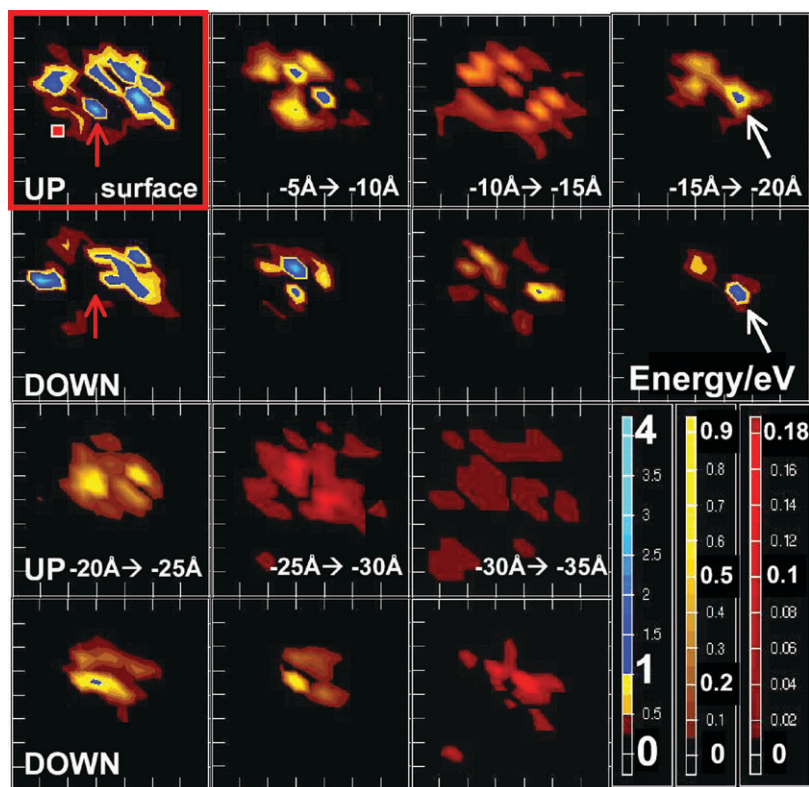 UP surface
-5Å→ -10Å
-10Å→ -15Å
-15Å→ -20Å
DOWN
Energy/eV
UP -20Å→ -25Å
-25Å→ -30Å
-30Å→ -35Å
DOWN
4
3.5
3
2.5
2
1.5
1
0.5
0
0.9
0.8
0.7
0.6
0.5
0.4
0.3
0.2
0.1
0
0.18
0.16
0.14
0.12
0.1
0.08
0.06
0.04
0.02
0